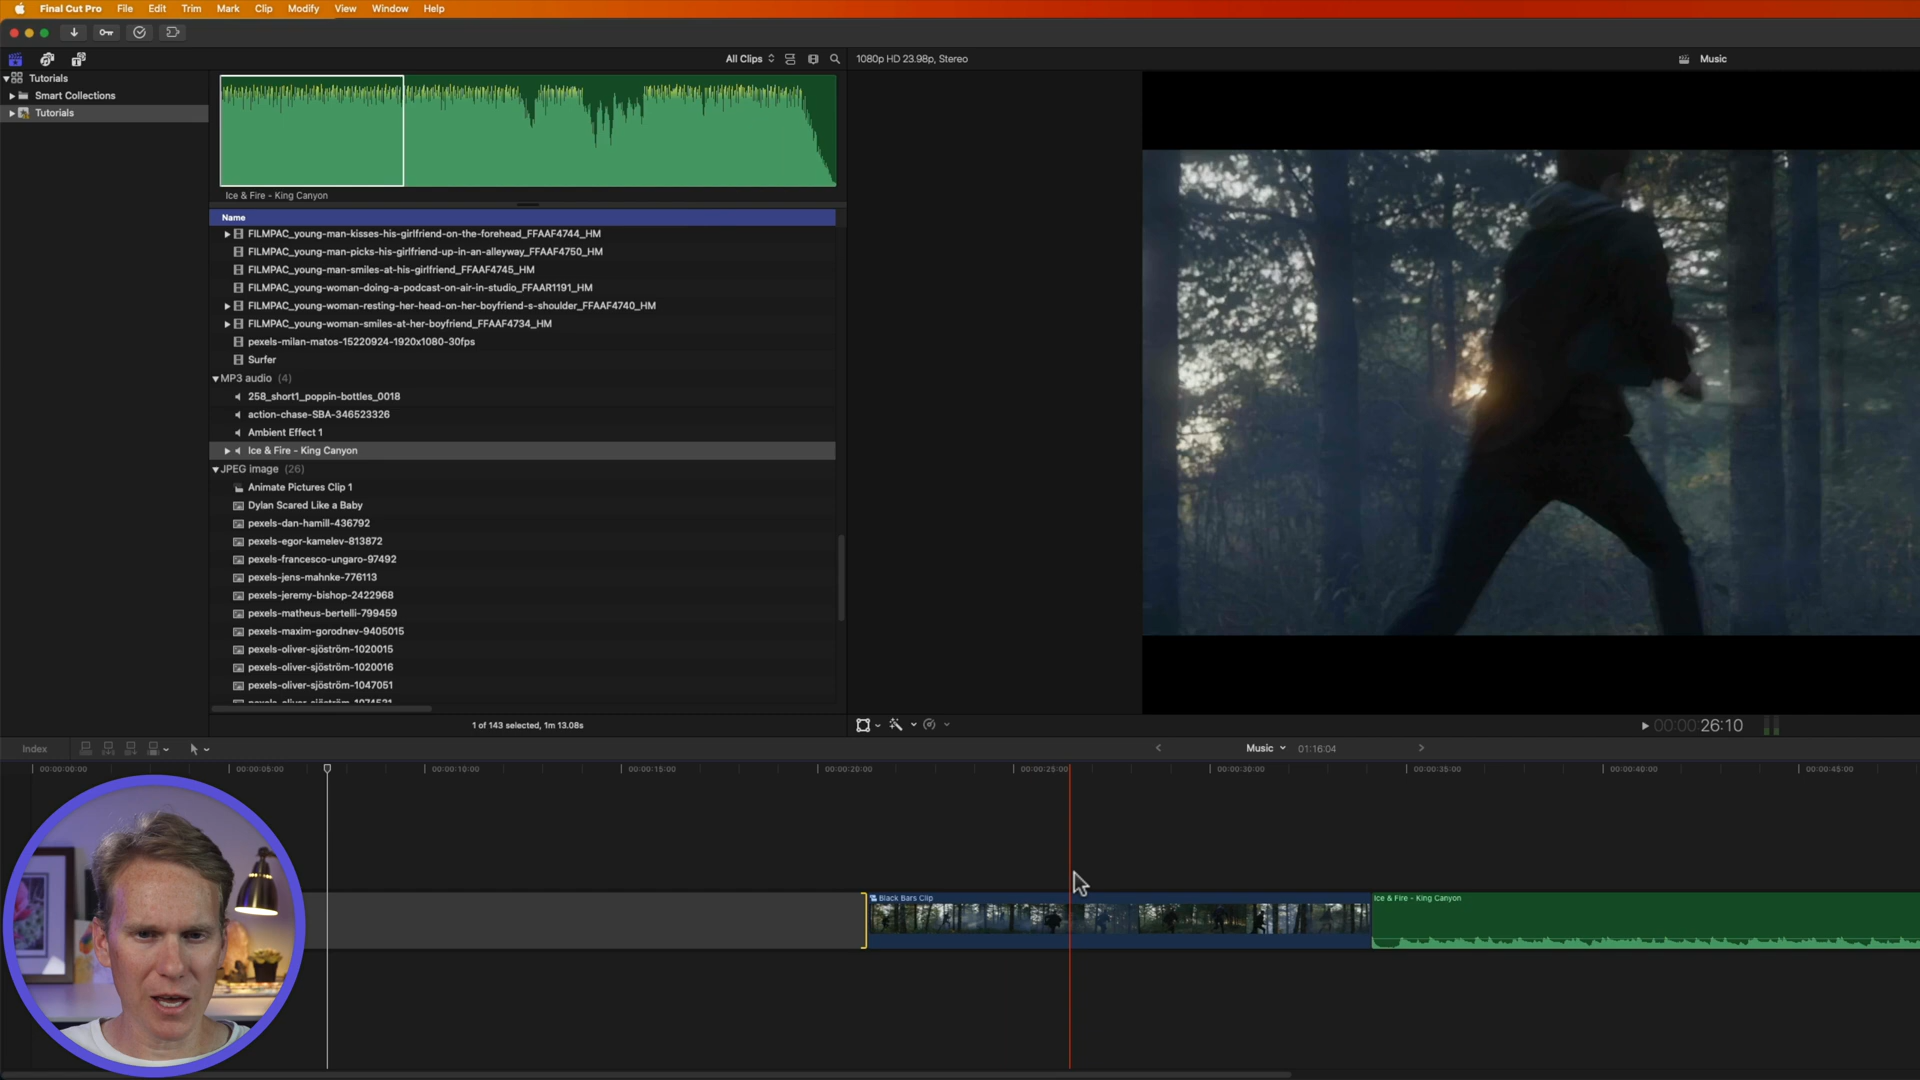 Final Cut Pro File Edit Trim Mark Clip Modify View Window Help
All Clips
1080p HD 23.98p, Stereo
Music
Tutorials
Smart Collections
Tutorials
Ice & Fire - King Canyon
Name
FILMPAC_young-man-kisses-his-girlfriend-on-the-forehead_FFAAF4744_HM
FILMPAC_young-man-picks-his-girlfriend-up-in-an-alleyway_FFAAF4750_HM
FILMPAC_young-man-smiles-at-his-girlfriend_FFAAF4745_HM
FILMPAC_young-woman-doing-a-podcast-on-air-in-studio_FFAAR1191_HM
FILMPAC_young-woman-resting-her-head-on-her-boyfriend-s-shoulder_FFAAF4740_HM
FILMPAC_young-woman-smiles-at-her-boyfriend_FFAAF4734_HM
pexels-milan-matos-15220924-1920x1080-30fps
Surfer
MP3 audio (4)
258_short1_poppin-bottles_0018
action-chase-SBA-346523326
Ambient Effect 1
Ice & Fire - King Canyon
JPEG image (26)
Animate Pictures Clip 1
Dylan Scared Like a Baby
pexels-dan-hamill-436792
pexels-egor-kamelev-813872
pexels-francesco-ungaro-97492
pexels-jens-mahnke-776113
pexels-jeremy-bishop-2422968
pexels-matheus-bertelli-799459
pexels-maxim-gorodnev-9405015
pexels-oliver-sjöström-1020015
pexels-oliver-sjöström-1020016
pexels-oliver-sjöström-1047051
1 of 143 selected, 1m 13.08s
00:00:26:10
Index
Music 01:16:04
00:00:00:00 00:00:05:00 00:00:10:00 00:00:15:00 00:00:20:00 00:00:25:00 00:00:30:00 00:00:35:00 00:00:40:00 00:00:45:00
Black Bars Clip
Ice & Fire - King Canyon